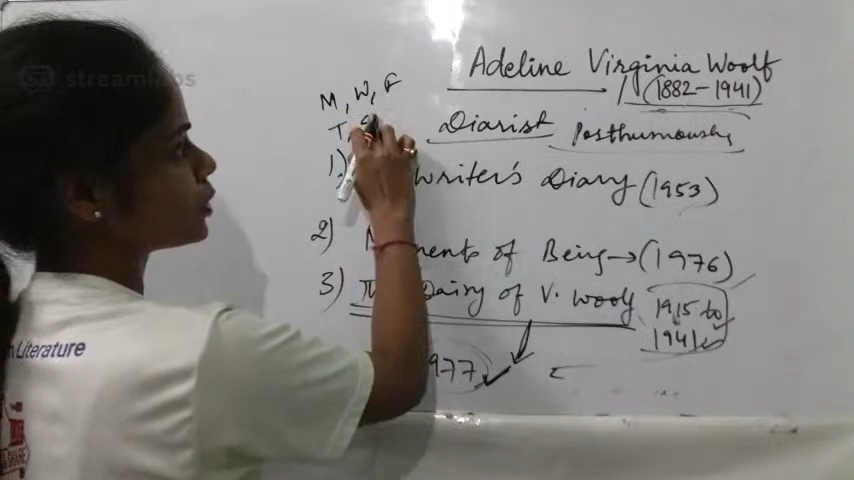 streamlabs
Adeline Virginia Woolf
(1882-1941)
M, W, F
T,
Diarist Posthumously
1) Writer's Diary (1953)
2) Moments of Being → (1976)
3) Dairy of V. Woolf 1915 to
1941
977
Literature